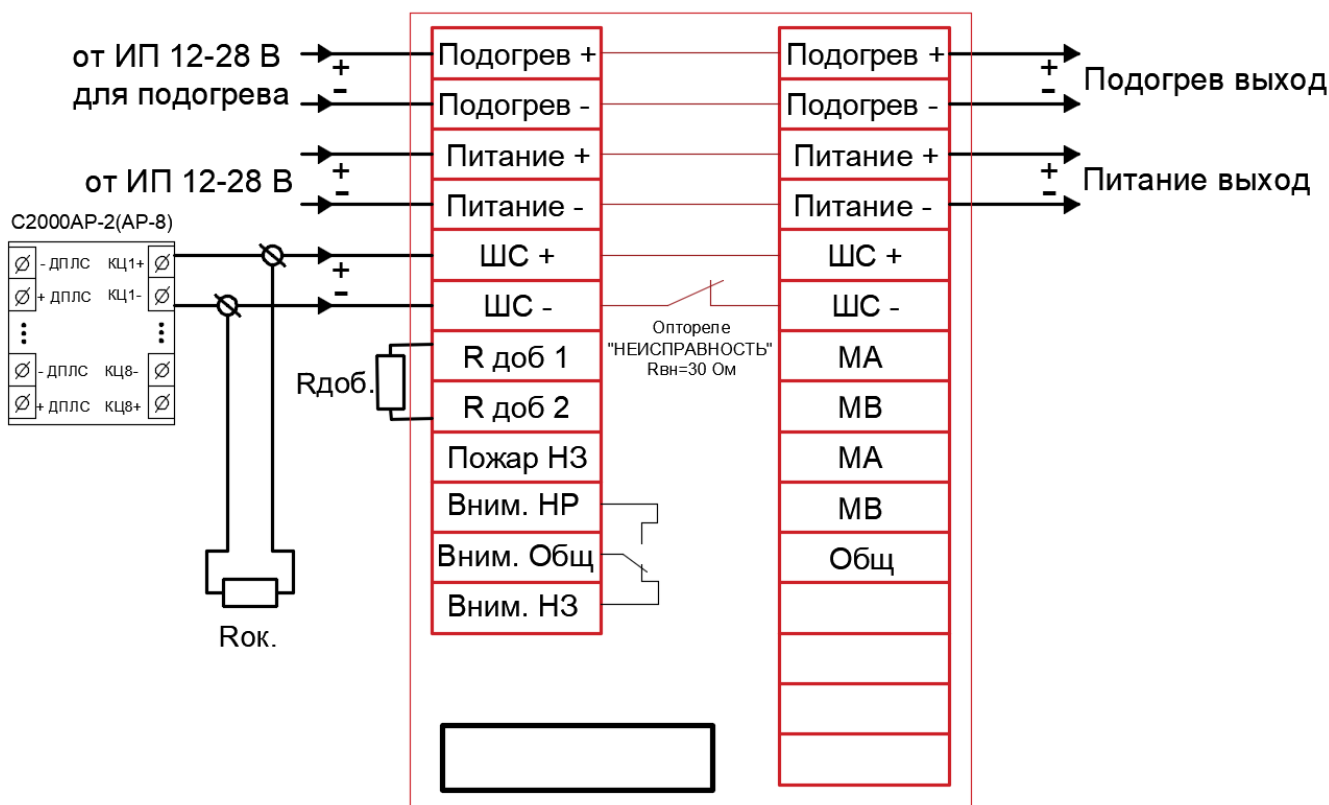 от ИП 12-28 В
для подогрева
+
-
от ИП 12-28 В
+
-
С2000АР-2(АР-8)
- ДПЛС КЦ1+
+ ДПЛС КЦ1-
- ДПЛС КЦ8-
+ ДПЛС КЦ8+
+
-
Rдоб.
Rок.
Подогрев +
Подогрев -
Питание +
Питание -
ШС +
ШС -
R доб 1
R доб 2
Пожар НЗ
Вним. НР
Вним. Общ
Вним. НЗ
Оптореле
"НЕИСПРАВНОСТЬ"
Rвн=30 Ом
Подогрев +
Подогрев -
Питание +
Питание -
ШС +
ШС -
МА
МВ
МА
МВ
Общ
+
-
Подогрев выход
+
-
Питание выход